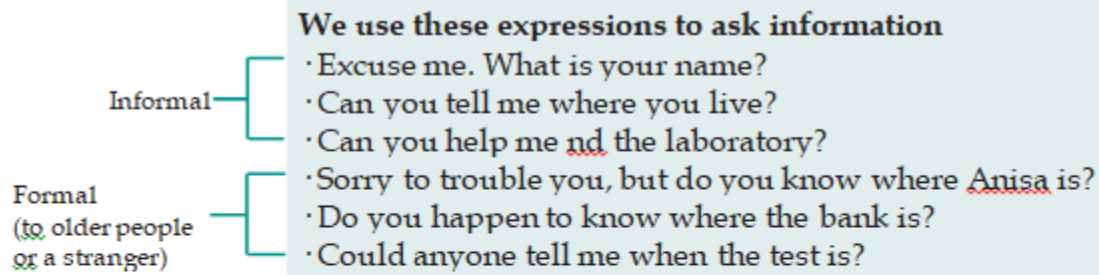 We use these expressions to ask information
Informal
·Excuse me. What is your name?
·Can you tell me where you live?
·Can you help me nd the laboratory?
Formal
(to older people
or a stranger)
·Sorry to trouble you, but do you know where Anisa is?
·Do you happen to know where the bank is?
·Could anyone tell me when the test is?